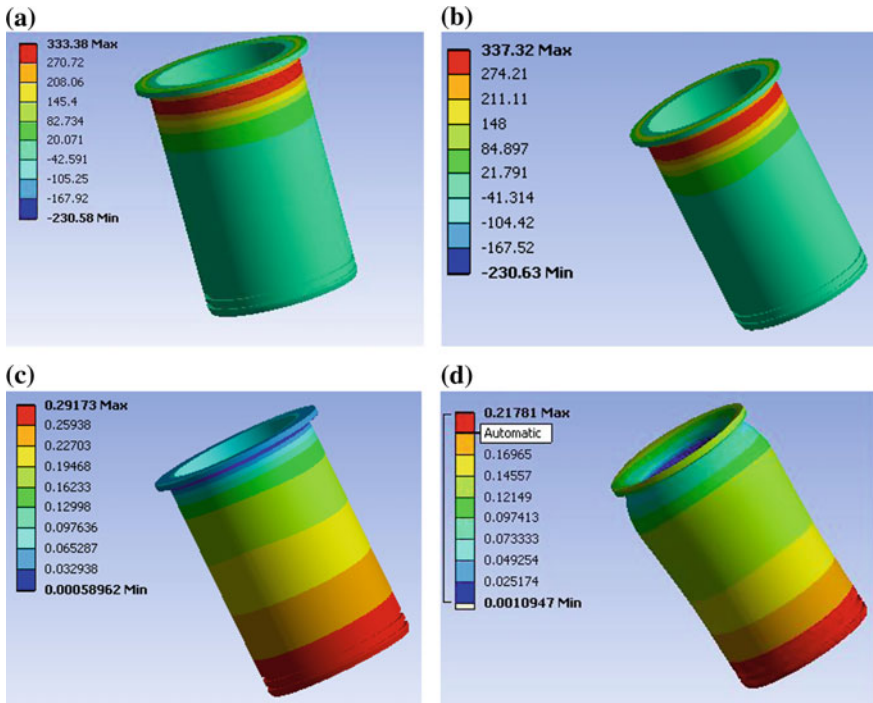 (a)
333.38 Max
270.72
208.06
145.4
82.734
20.071
-42.591
-105.25
-167.92
-230.58 Min
(b)
337.32 Max
274.21
211.11
148
84.897
21.791
-41.314
-104.42
-167.52
-230.63 Min
(c)
0.29173 Max
0.25938
0.22703
0.19468
0.16233
0.12998
0.097636
0.065287
0.032938
0.00058962 Min
(d)
0.21781 Max
Automatic
0.16965
0.14557
0.12149
0.097413
0.073333
0.049254
0.025174
0.0010947 Min